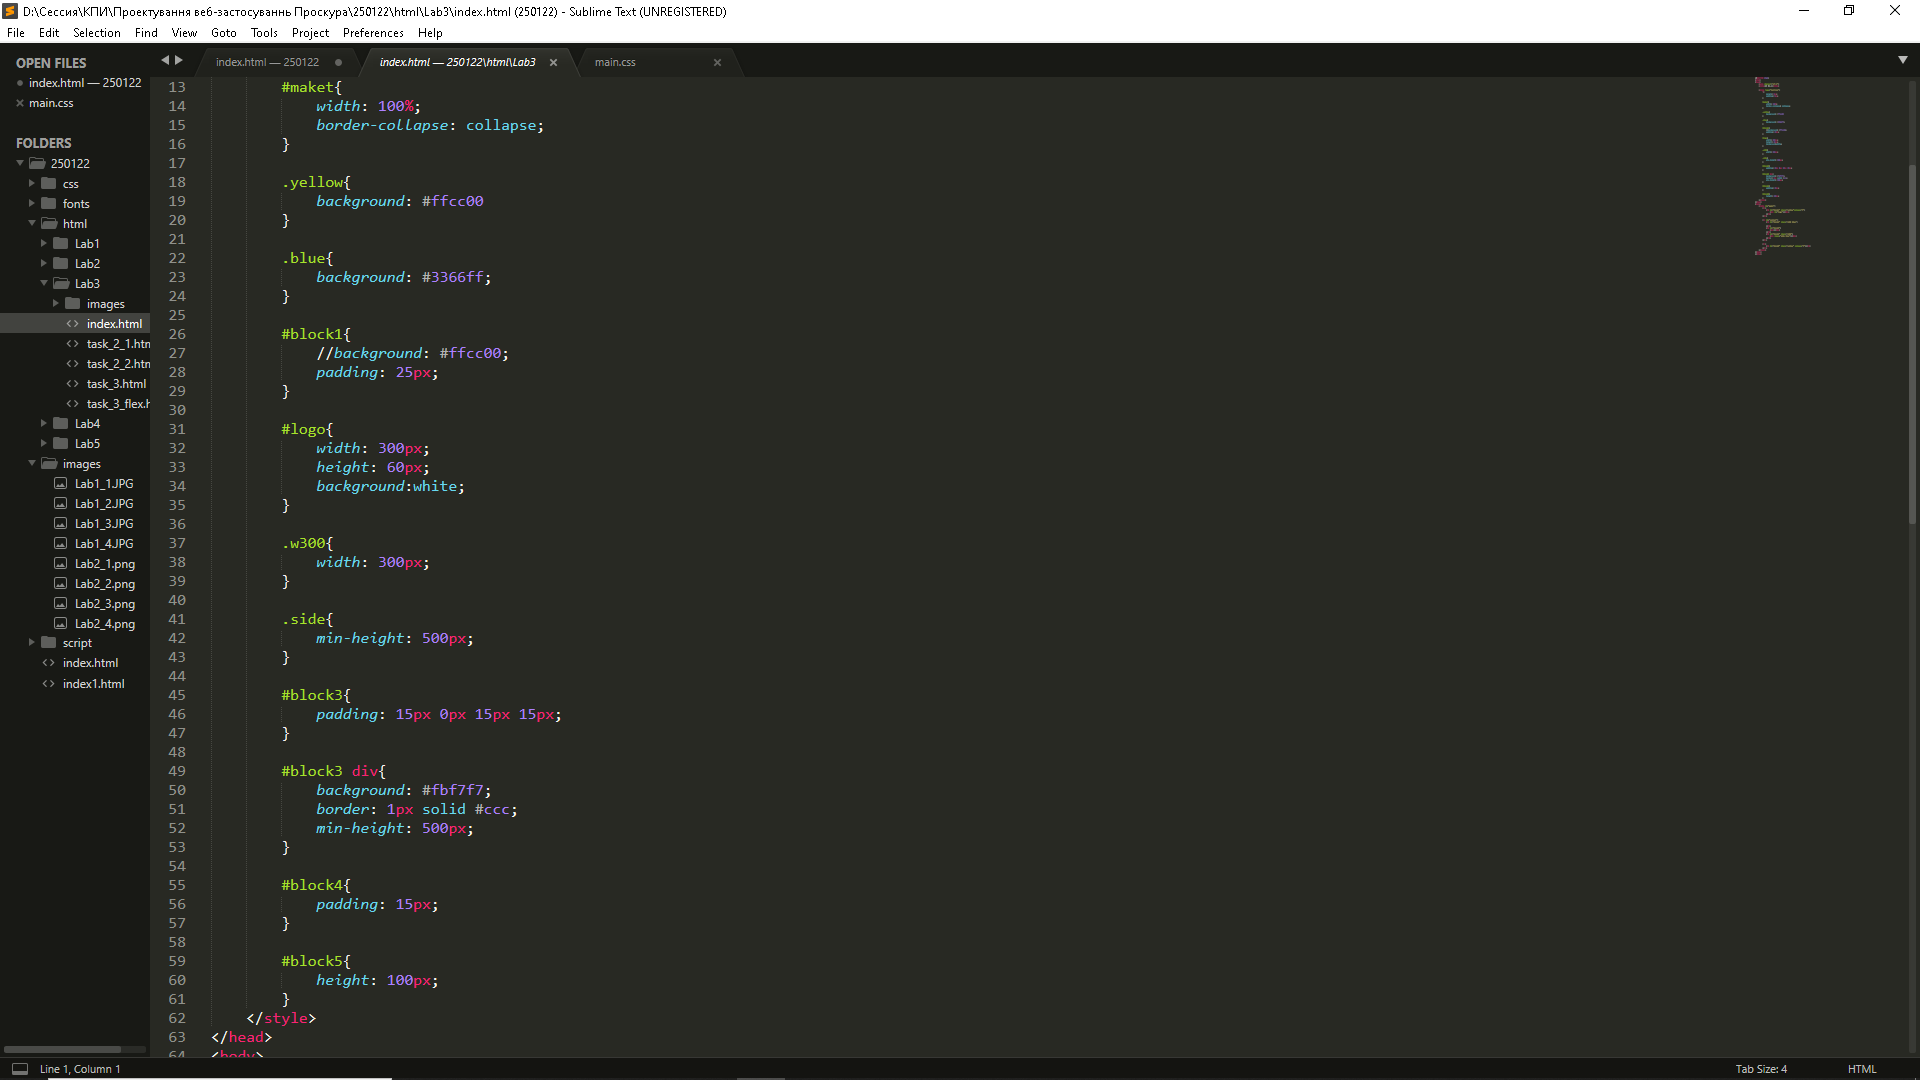 D:\Сессия\КПИ\Проектування веб-застосуваннь Проскура\250122\html\Lab3\index.html (250122) - Sublime Text (UNREGISTERED)
File Edit Selection Find View Goto Tools Project Preferences Help
OPEN FILES
index.html — 250122
main.css
FOLDERS
250122
css
fonts
html
Lab1
Lab2
Lab3
images
index.html
task_2_1.htm
task_2_2.htm
task_3.html
task_3_flex.h
Lab4
Lab5
images
Lab1_1.JPG
Lab1_2.JPG
Lab1_3.JPG
Lab1_4.JPG
Lab2_1.png
Lab2_2.png
Lab2_3.png
Lab2_4.png
script
index.html
index1.html
index.html — 250122
index.html — 250122\html\Lab3
main.css
13 #maket{
14 width: 100%;
15 border-collapse: collapse;
16 }
17
18 .yellow{
19 background: #ffcc00
20 }
21
22 .blue{
23 background: #3366ff;
24 }
25
26 #block1{
27 //background: #ffcc00;
28 padding: 25px;
29 }
30
31 #logo{
32 width: 300px;
33 height: 60px;
34 background:white;
35 }
36
37 .w300{
38 width: 300px;
39 }
40
41 .side{
42 min-height: 500px;
43 }
44
45 #block3{
46 padding: 15px 0px 15px 15px;
47 }
48
49 #block3 div{
50 background: #fbf7f7;
51 border: 1px solid #ccc;
52 min-height: 500px;
53 }
54
55 #block4{
56 padding: 15px;
57 }
58
59 #block5{
60 height: 100px;
61 }
62 </style>
63 </head>
64 <body>
Line 1, Column 1
Tab Size: 4
HTML